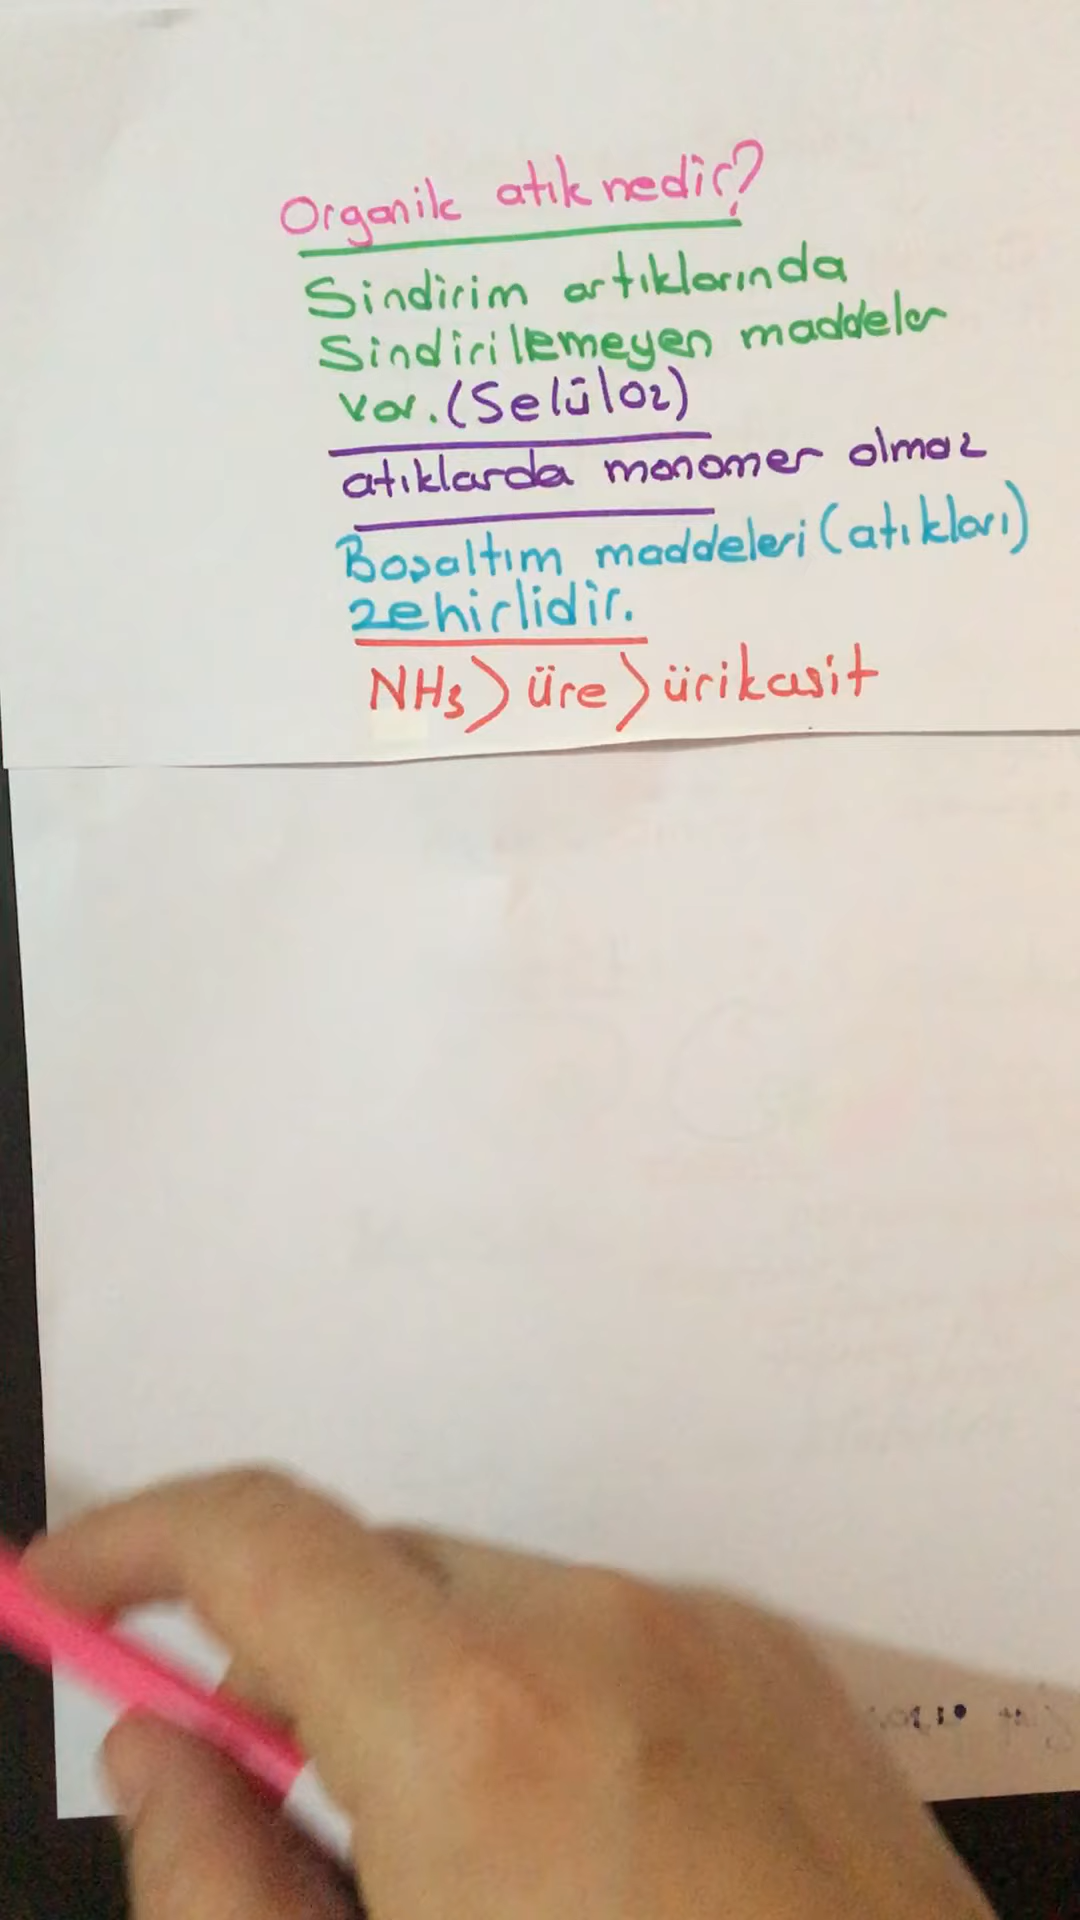 Organik atık nedir?
Sindirim artıklarında
Sindirilemeyen maddeler
var. (Selüloz)
atıklarda monomer olmaz
Boşaltım maddeleri (atıkları)
zehirlidir.
NH₃ > üre > ürikasit